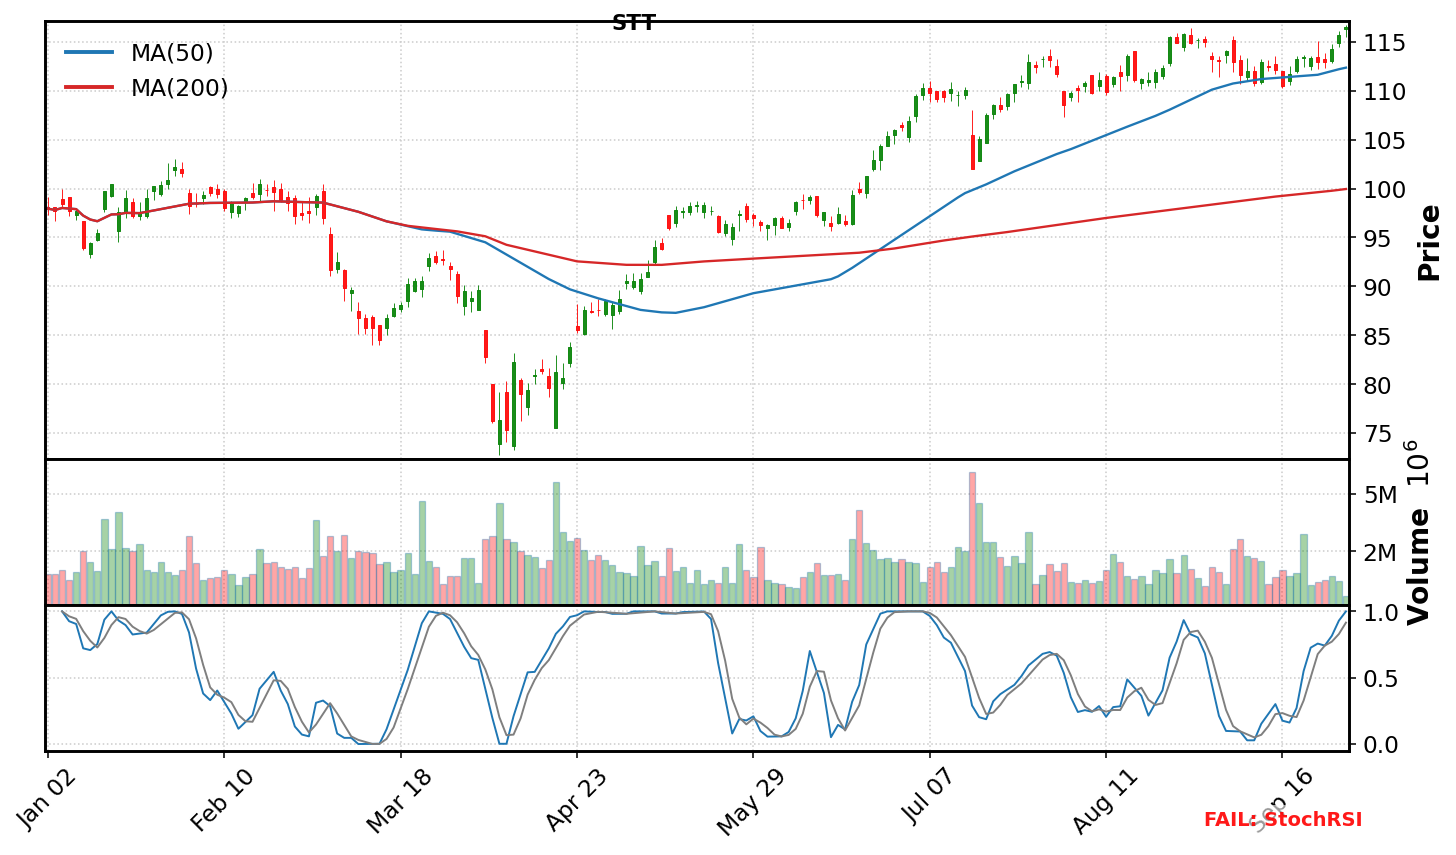 STT
MA(50)
MA(200)
115
110
105
100
95
90
85
80
75
Price
5M
2M
Volume 10^6
1.0
0.5
0.0
Jan 02
Feb 10
Mar 18
Apr 23
May 29
Jul 07
Aug 11
Sep 16
FAIL: StochRSI